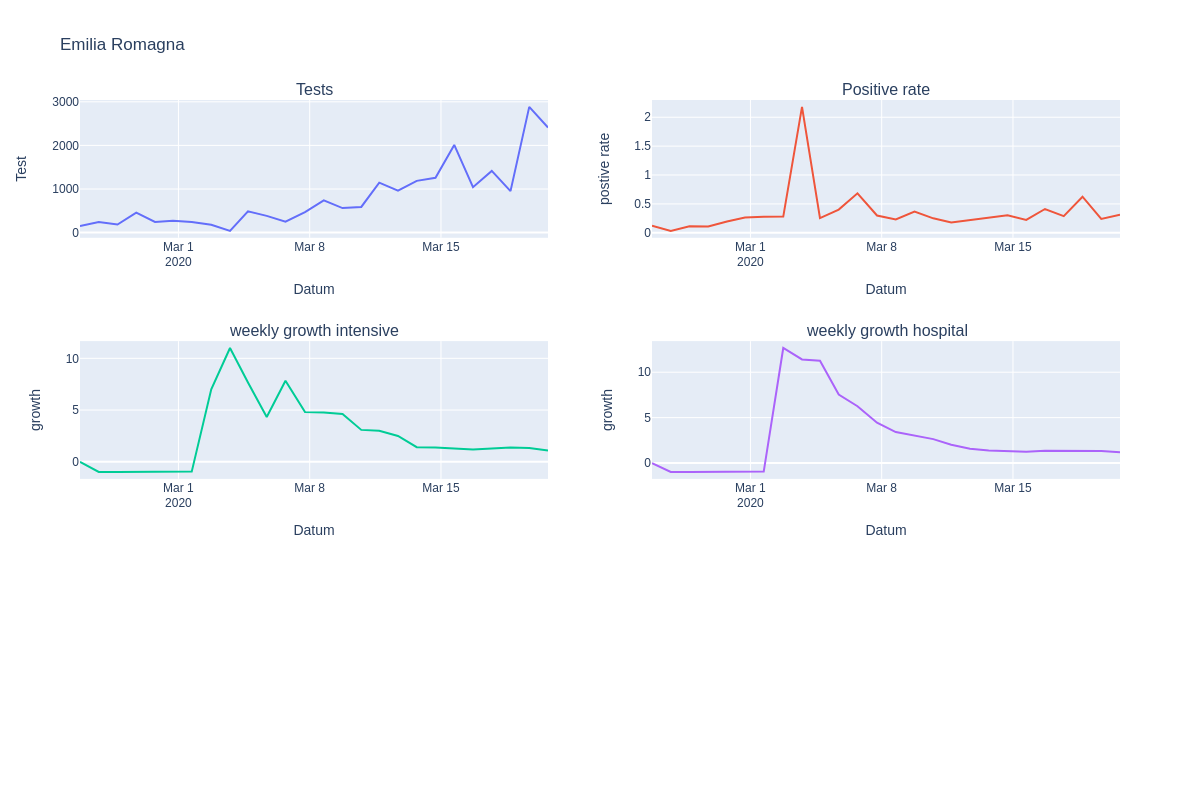 Emilia Romagna
Tests
3000
2000
1000
0
Test
Mar 1
2020
Mar 8
Mar 15
Datum
Positive rate
2
1.5
1
0.5
0
postive rate
Mar 1
2020
Mar 8
Mar 15
Datum
weekly growth intensive
10
5
0
growth
Mar 1
2020
Mar 8
Mar 15
Datum
weekly growth hospital
10
5
0
growth
Mar 1
2020
Mar 8
Mar 15
Datum